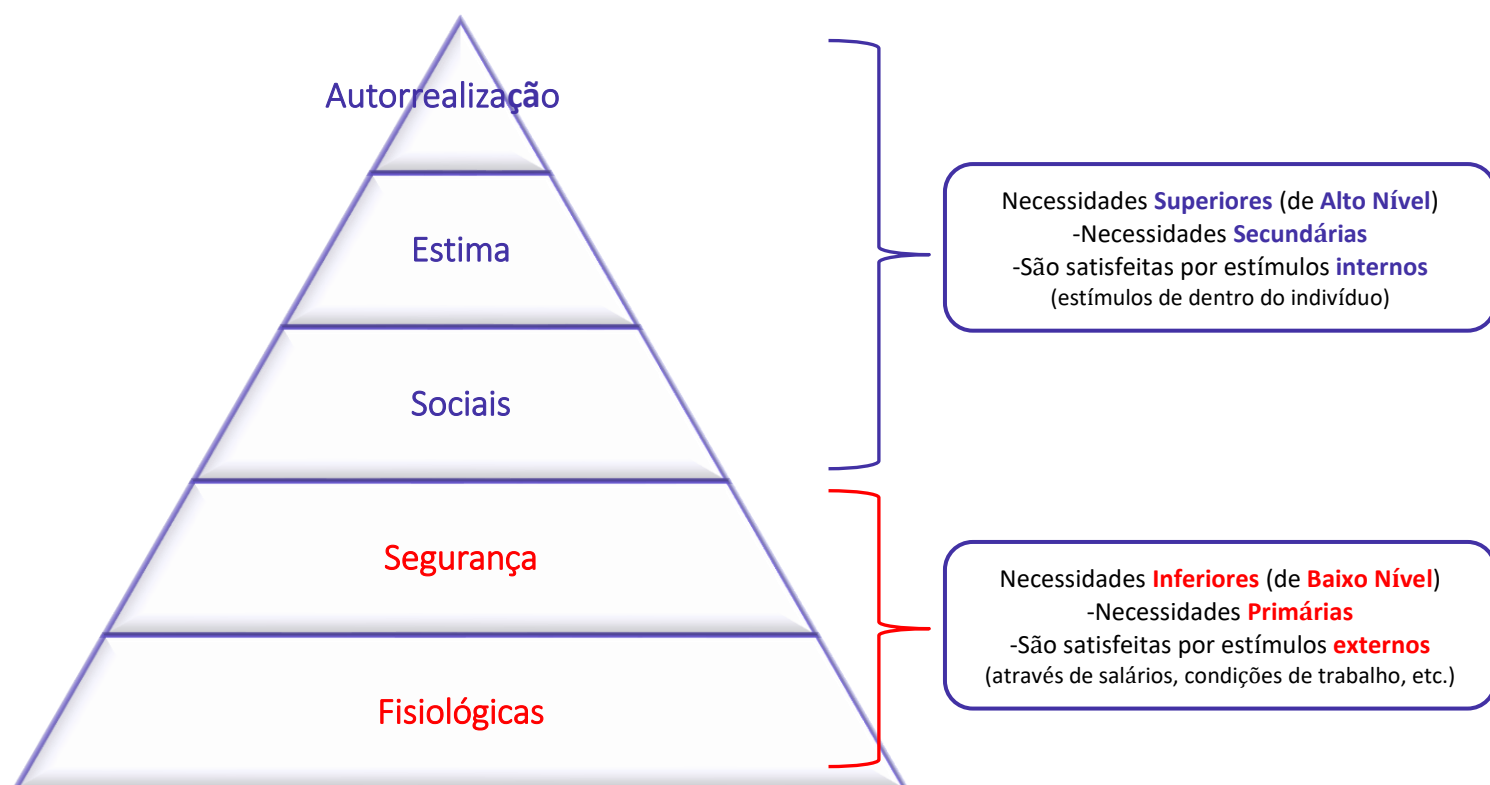 Autorrealização
Estima
Sociais
Segurança
Fisiológicas
Necessidades Superiores (de Alto Nível)
-Necessidades Secundárias
-São satisfeitas por estímulos internos
(estímulos de dentro do indivíduo)
Necessidades Inferiores (de Baixo Nível)
-Necessidades Primárias
-São satisfeitas por estímulos externos
(através de salários, condições de trabalho, etc.)